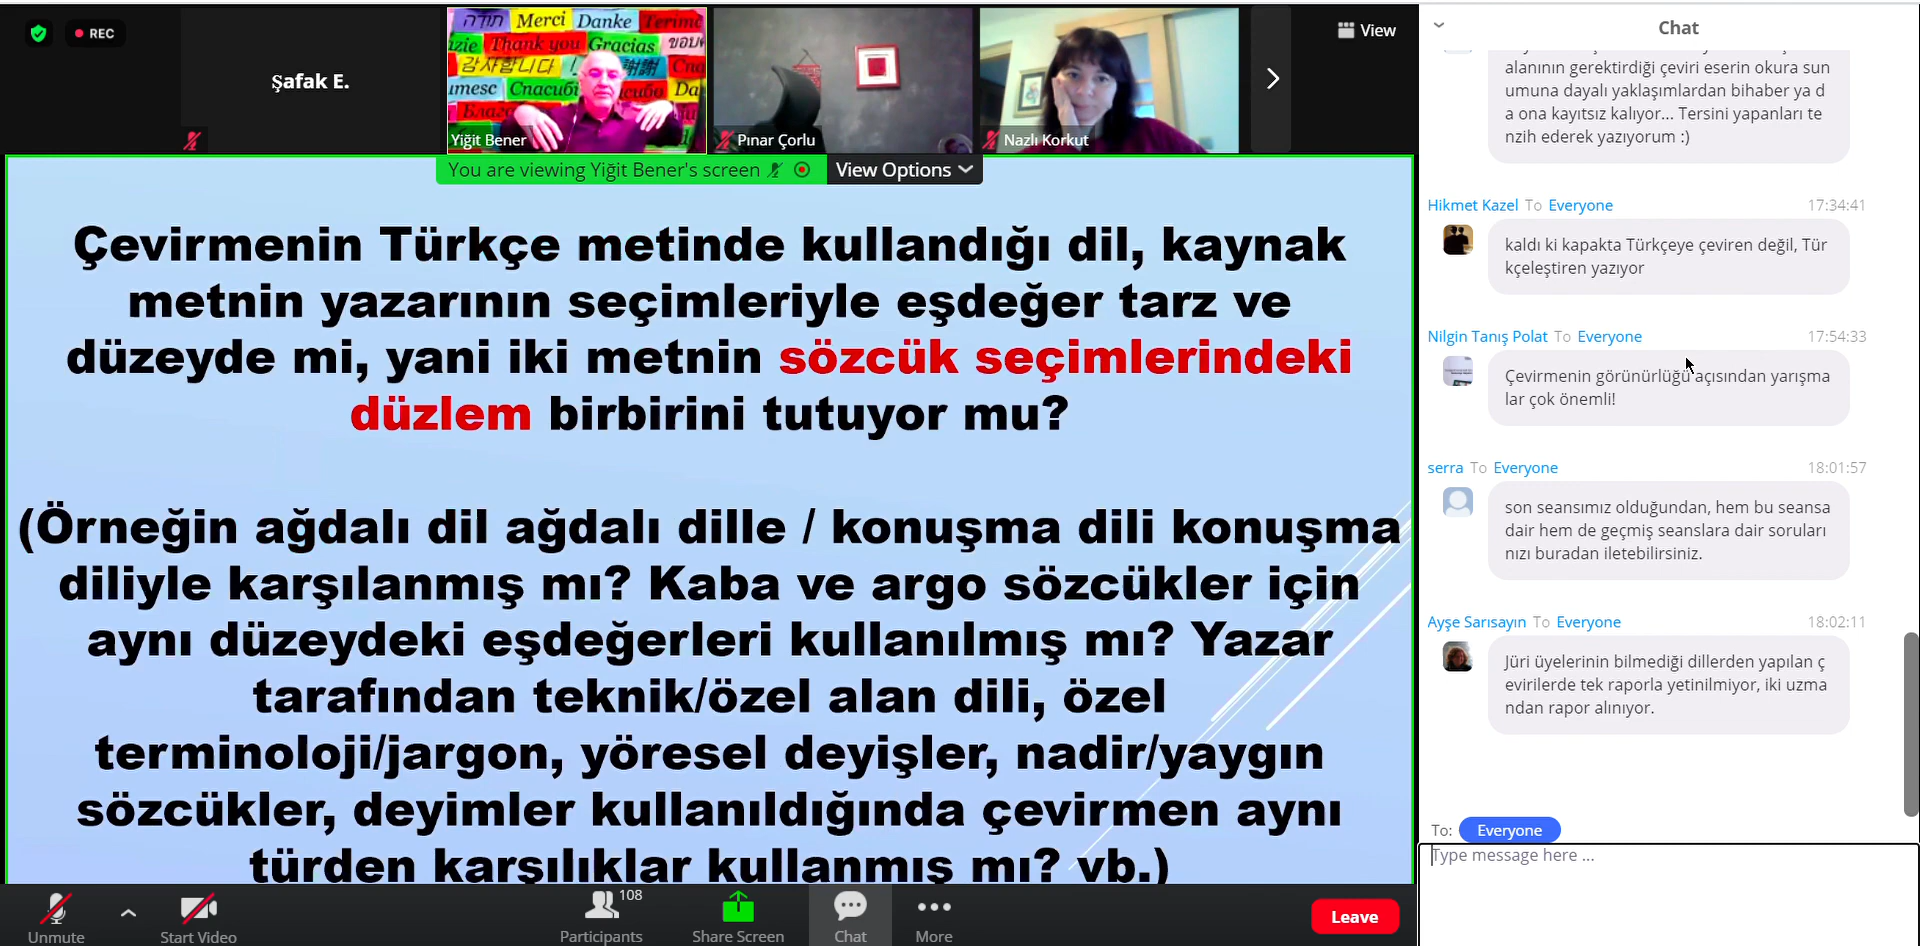 REC
Şafak E.
תודה Merci Danke
Thank you Gracias
감사합니다 謝謝
Спасибо
Yiğit Bener
Pınar Çorlu
Nazlı Korkut
View
You are viewing Yiğit Bener's screen
View Options
Çevirmenin Türkçe metinde kullandığı dil, kaynak
metnin yazarının seçimleriyle eşdeğer tarz ve
düzeyde mi, yani iki metnin sözcük seçimlerindeki
düzlem birbirini tutuyor mu?
(Örneğin ağdalı dil ağdalı dille / konuşma dili konuşma
diliyle karşılanmış mı? Kaba ve argo sözcükler için
aynı düzeydeki eşdeğerleri kullanılmış mı? Yazar
tarafından teknik/özel alan dili, özel
terminoloji/jargon, yöresel deyişler, nadir/yaygın
sözcükler, deyimler kullanıldığında çevirmen aynı
türden karşılıklar kullanmış mı? vb.)
Unmute
Start Video
108
Participants
Share Screen
Chat
More
Leave
Chat
alanının gerektirdiği çeviri eserin okura sun
umuna dayalı yaklaşımlardan bihaber ya d
a ona kayıtsız kalıyor... Tersini yapanları te
nzih ederek yazıyorum :)
Hikmet Kazel To Everyone 17:34:41
kaldı ki kapakta Türkçeye çeviren değil, Tür
kçeleştiren yazıyor
Nilgin Tanış Polat To Everyone 17:54:33
Çevirmenin görünürlüğü açısından yarışma
lar çok önemli!
serra To Everyone 18:01:57
son seansımız olduğundan, hem bu seansa
dair hem de geçmiş seanslara dair soruları
nızı buradan iletebilirsiniz.
Ayşe Sarısayın To Everyone 18:02:11
Jüri üyelerinin bilmediği dillerden yapılan ç
evirilerde tek raporla yetinilmiyor, iki uzma
ndan rapor alınıyor.
To: Everyone
Type message here ...